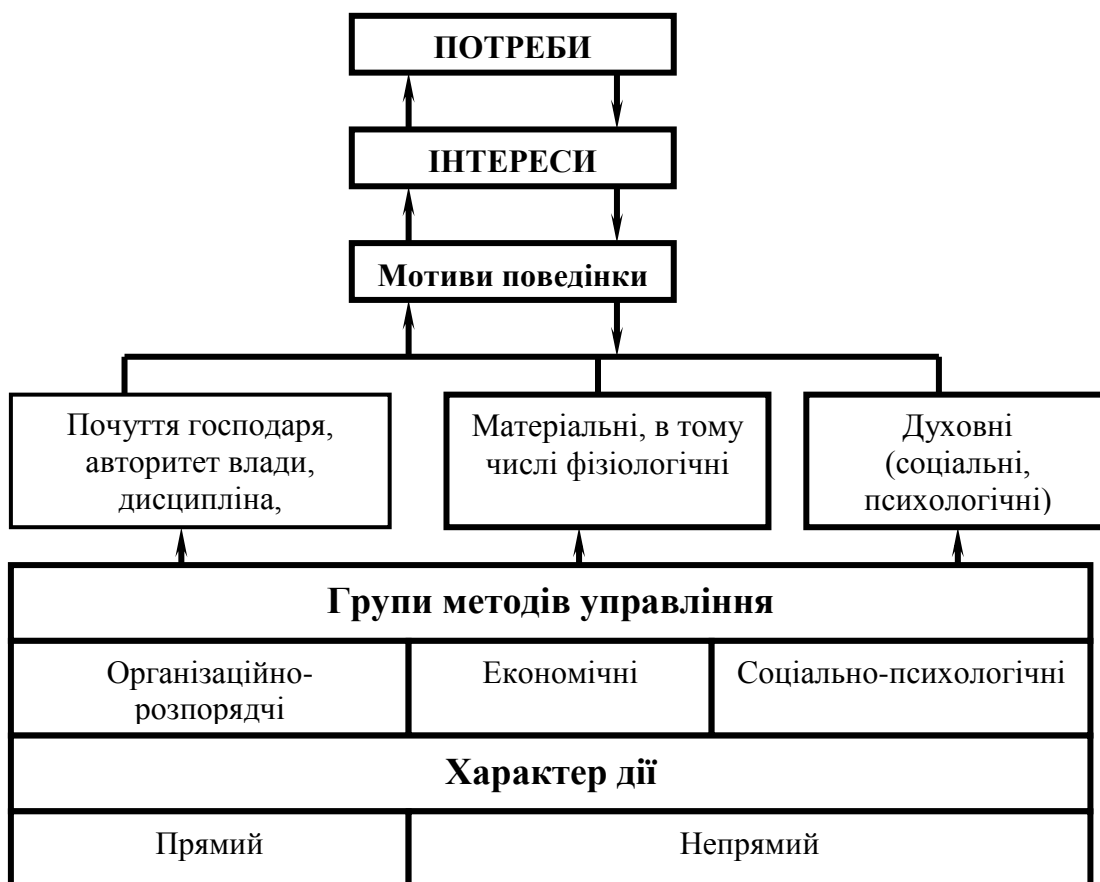 ПОТРЕБИ
ІНТЕРЕСИ
Мотиви поведінки
Почуття господаря,
авторитет влади,
дисципліна,
Матеріальні, в тому
числі фізіологічні
Духовні
(соціальні,
психологічні)
Групи методів управління
Організаційно-
розпорядчі
Економічні
Соціально-психологічні
Характер дії
Прямий
Непрямий